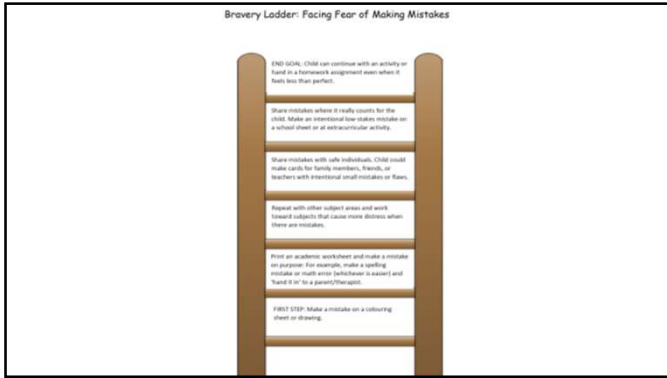 Bravery Ladder: Facing Fear of Making Mistakes
END GOAL: Child can continue with an activity or
hand in a homework assignment even when it
feels less than perfect.
Share mistakes where it really counts for the
child. Make an intentional low-stakes mistake on
a school sheet or at extracurricular activity.
Share mistakes with safe individuals. Child could
make cards for family members, friends, or
teachers with intentional small mistakes or flaws.
Repeat with other subject areas and work
toward subjects that cause more distress when
there are mistakes.
Print an academic worksheet and make a mistake
on purpose: For example, make a spelling
mistake or math error (whichever is easier) and
'hand it in' to a parent/therapist.
FIRST STEP: Make a mistake on a colouring
sheet or drawing.